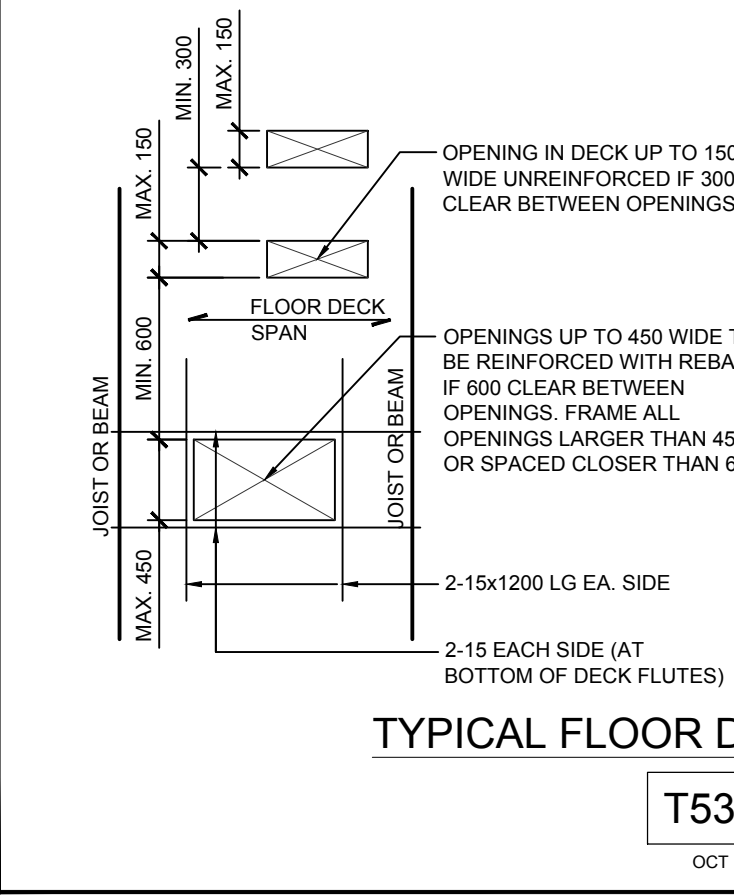 MAX. 150
MIN. 300
MAX. 150
OPENING IN DECK UP TO 150
WIDE UNREINFORCED IF 300
CLEAR BETWEEN OPENINGS
FLOOR DECK
SPAN
MIN. 600
JOIST OR BEAM
JOIST OR BEAM
OPENINGS UP TO 450 WIDE
BE REINFORCED WITH
IF 600 CLEAR BETWEEN
OPENINGS. FRAME ALL
OPENINGS LARGER THAN
OR SPACED CLOSER THAN
MAX. 450
2-15x1200 LG EA. SIDE
2-15 EACH SIDE (AT
BOTTOM OF DECK FLUTES)
TYPICAL FLOOR
T53
OCT